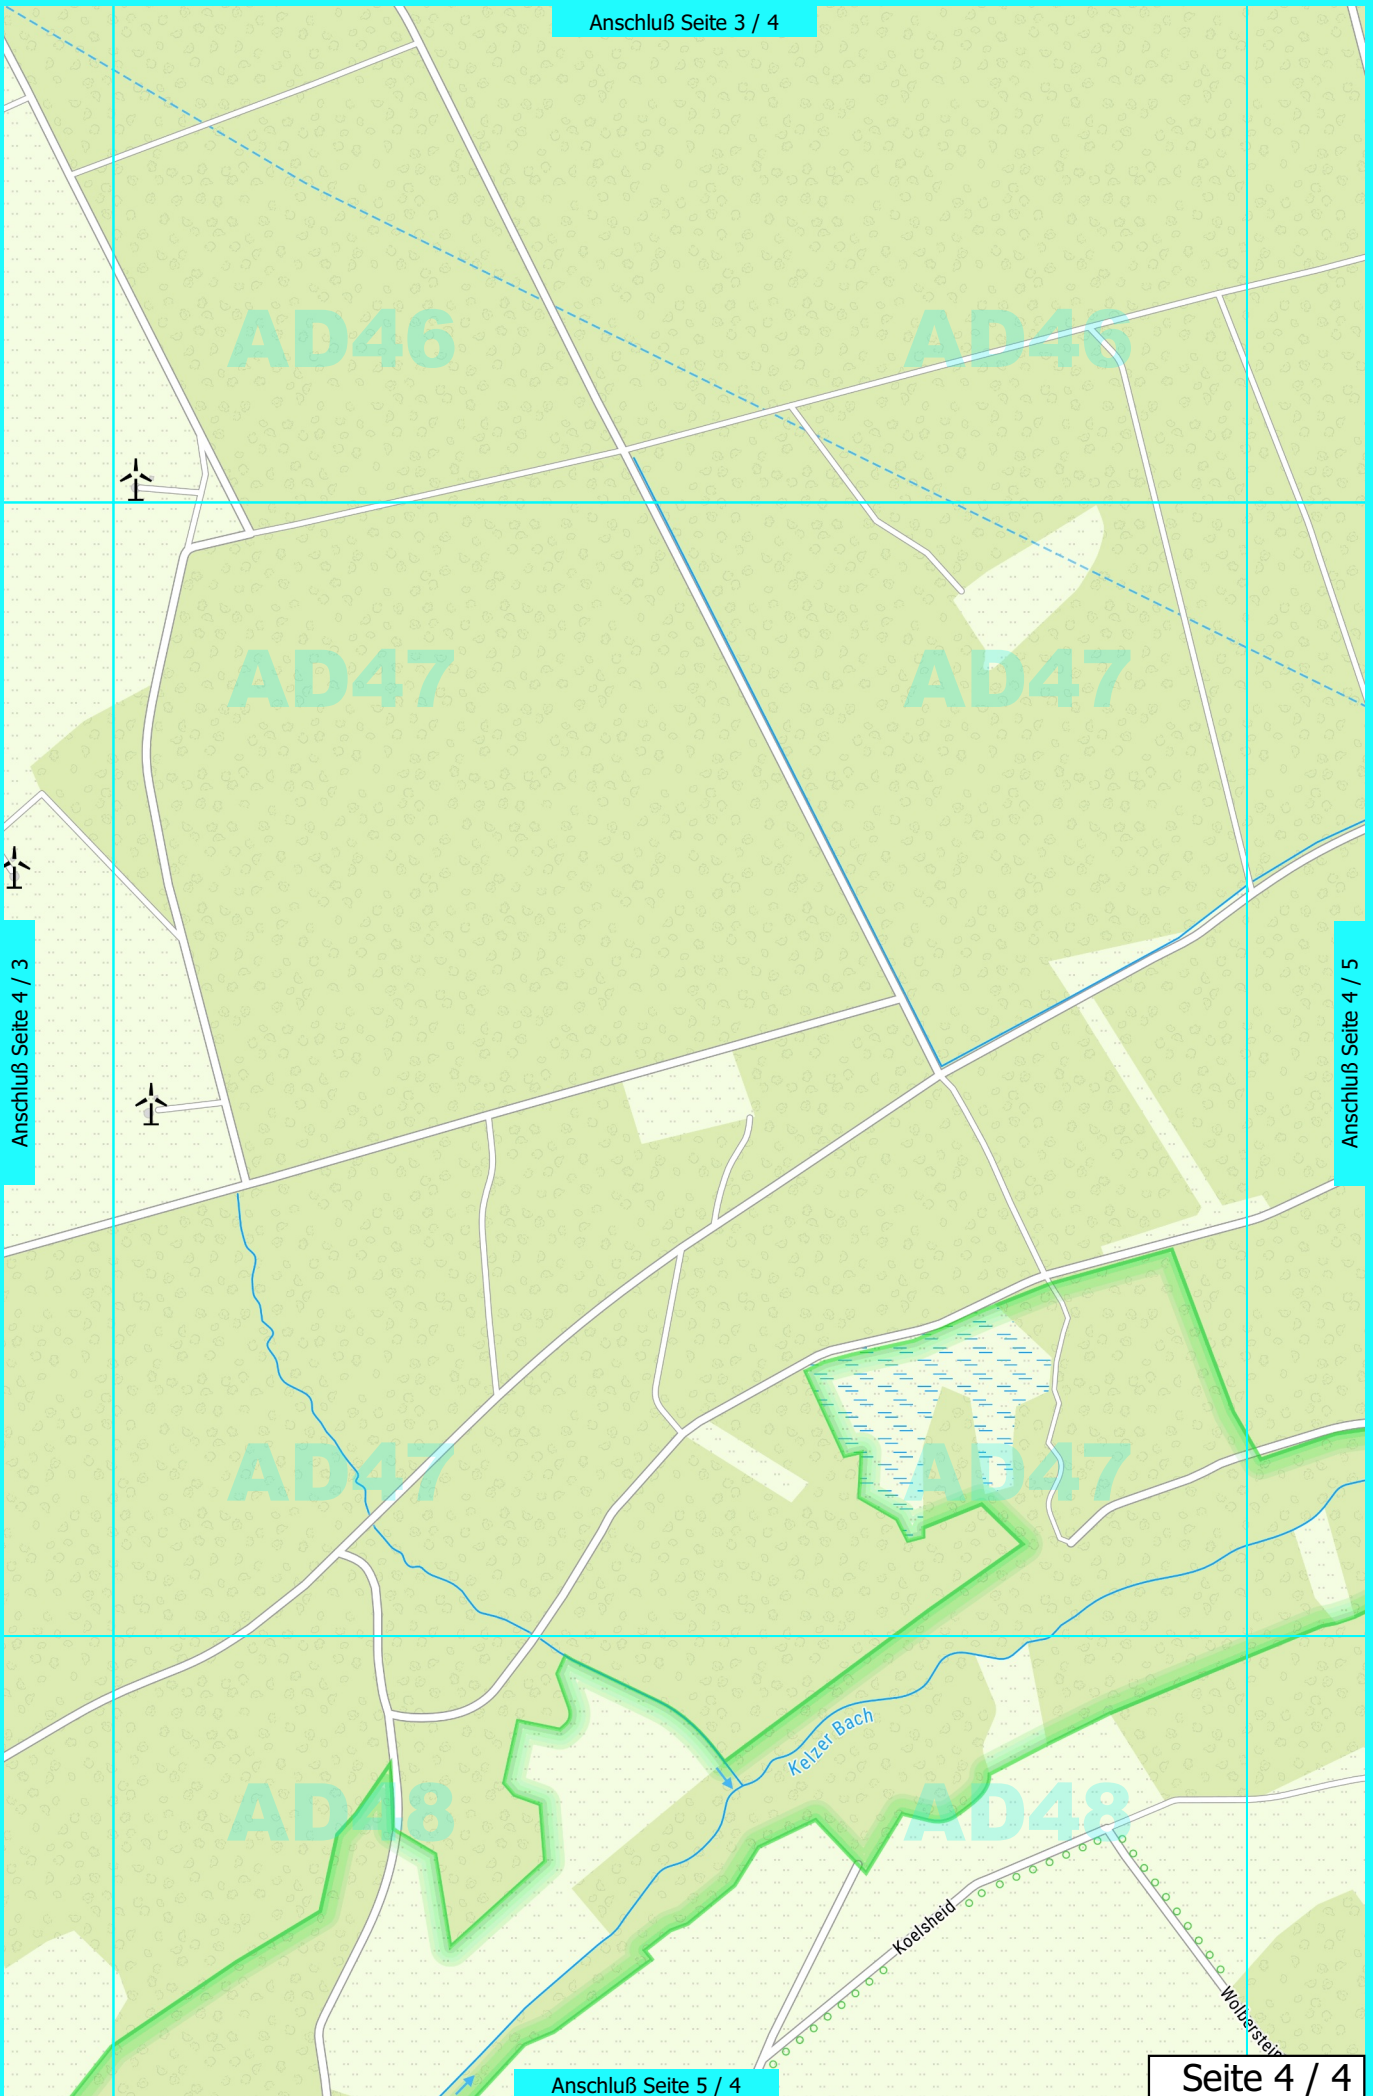 Anschluß Seite 3 / 4
AD46
AD46
AD47
AD47
Anschluß Seite 4 / 3
Anschluß Seite 4 / 5
AD47
AD47
Kelzer Bach
AD48
AD48
Koelsheid
Wolberstein
Anschluß Seite 5 / 4
Seite 4 / 4